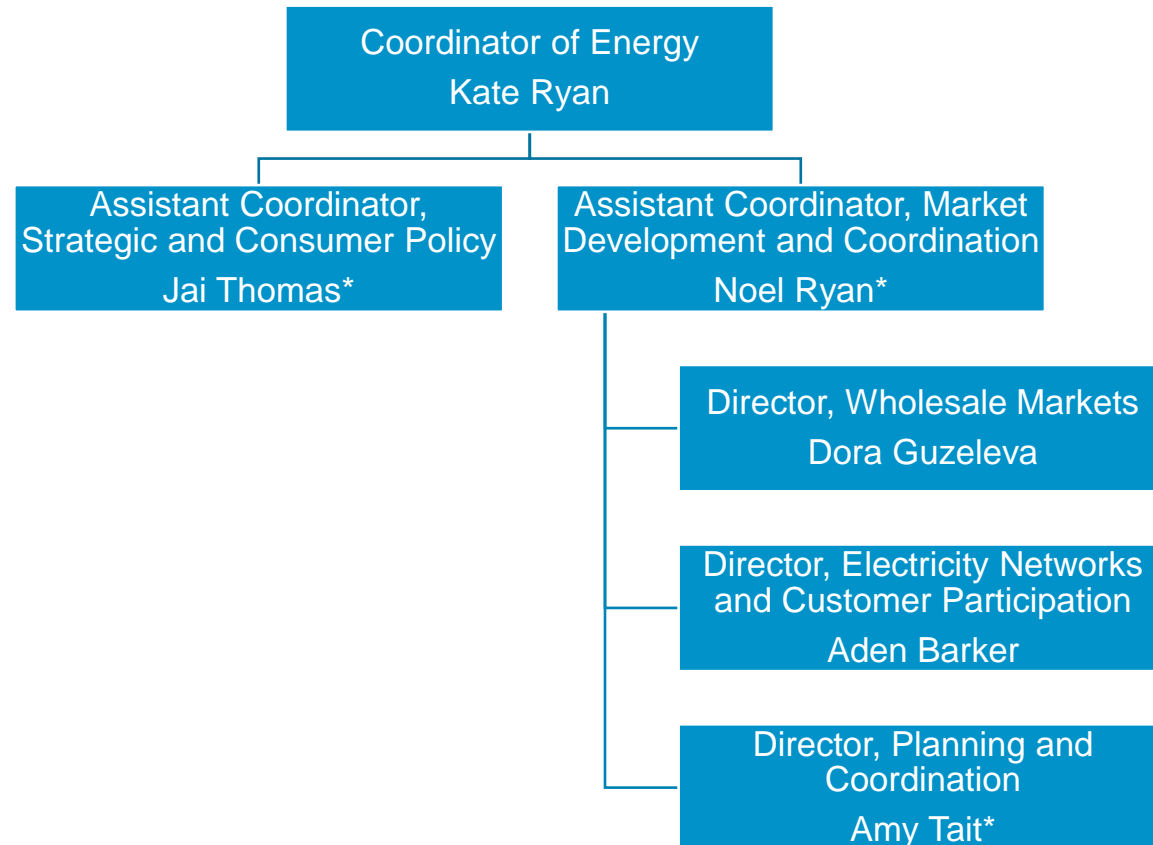 Coordinator of Energy
Kate Ryan
Assistant Coordinator,
Strategic and Consumer Policy
Jai Thomas*
Assistant Coordinator, Market
Development and Coordination
Noel Ryan*
Director, Wholesale Markets
Dora Guzeleva
Director, Electricity Networks
and Customer Participation
Aden Barker
Director, Planning and
Coordination
Amy Tait*